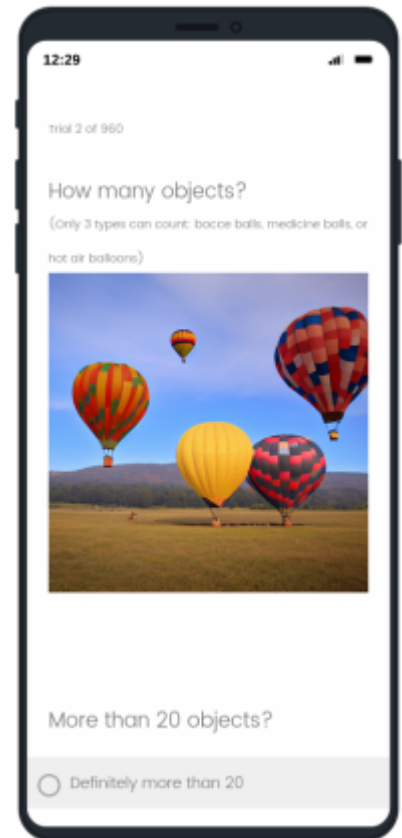 12:29
Trial 2 of 960
How many objects?
(Only 3 types can count: bocce balls, medicine balls, or
hot air balloons)
More than 20 objects?
Definitely more than 20